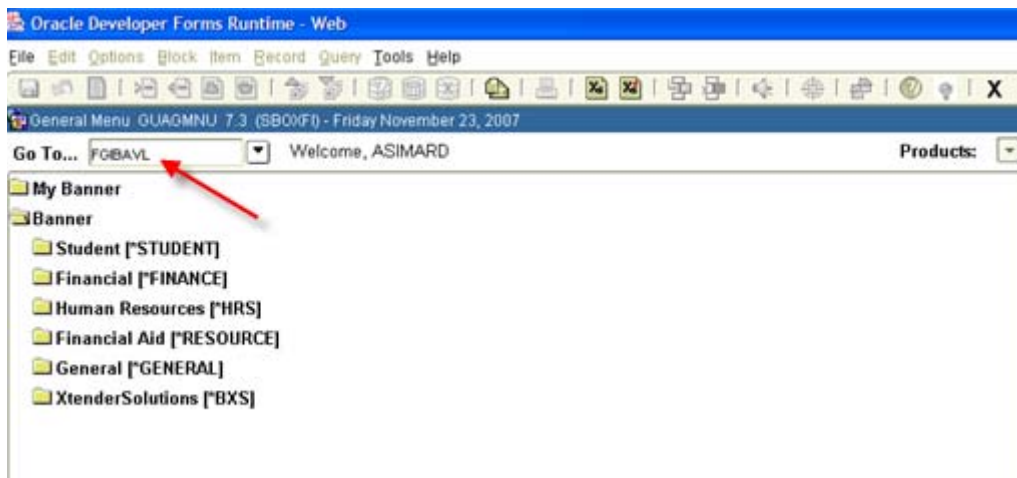 Oracle Developer Forms Runtime - Web
File Edit Options Block Item Record Query Tools Help
X
General Menu GUAGMNU 7.3 (SBOXFI) - Friday November 23, 2007
Go To... FGIBAVL Welcome, ASIMARD Products:
My Banner
Banner
Student [*STUDENT]
Financial [*FINANCE]
Human Resources [*HRS]
Financial Aid [*RESOURCE]
General [*GENERAL]
XtenderSolutions [*BXS]